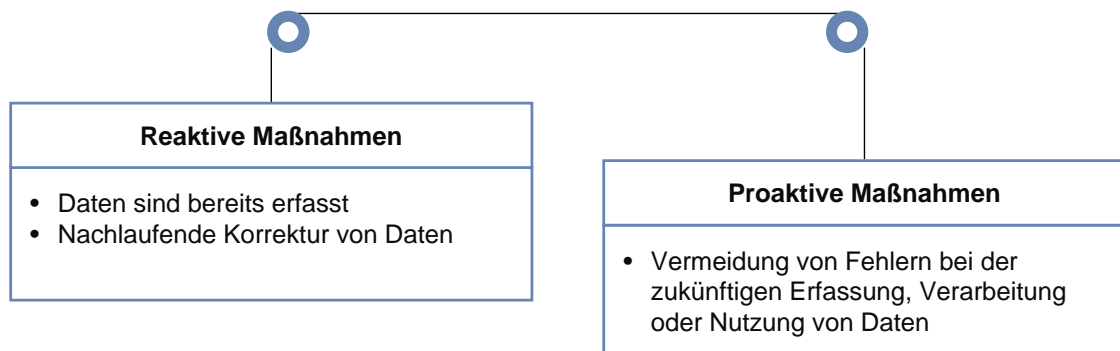 Reaktive Maßnahmen
• Daten sind bereits erfasst
• Nachlaufende Korrektur von Daten
Proaktive Maßnahmen
• Vermeidung von Fehlern bei der
zukünftigen Erfassung, Verarbeitung
oder Nutzung von Daten